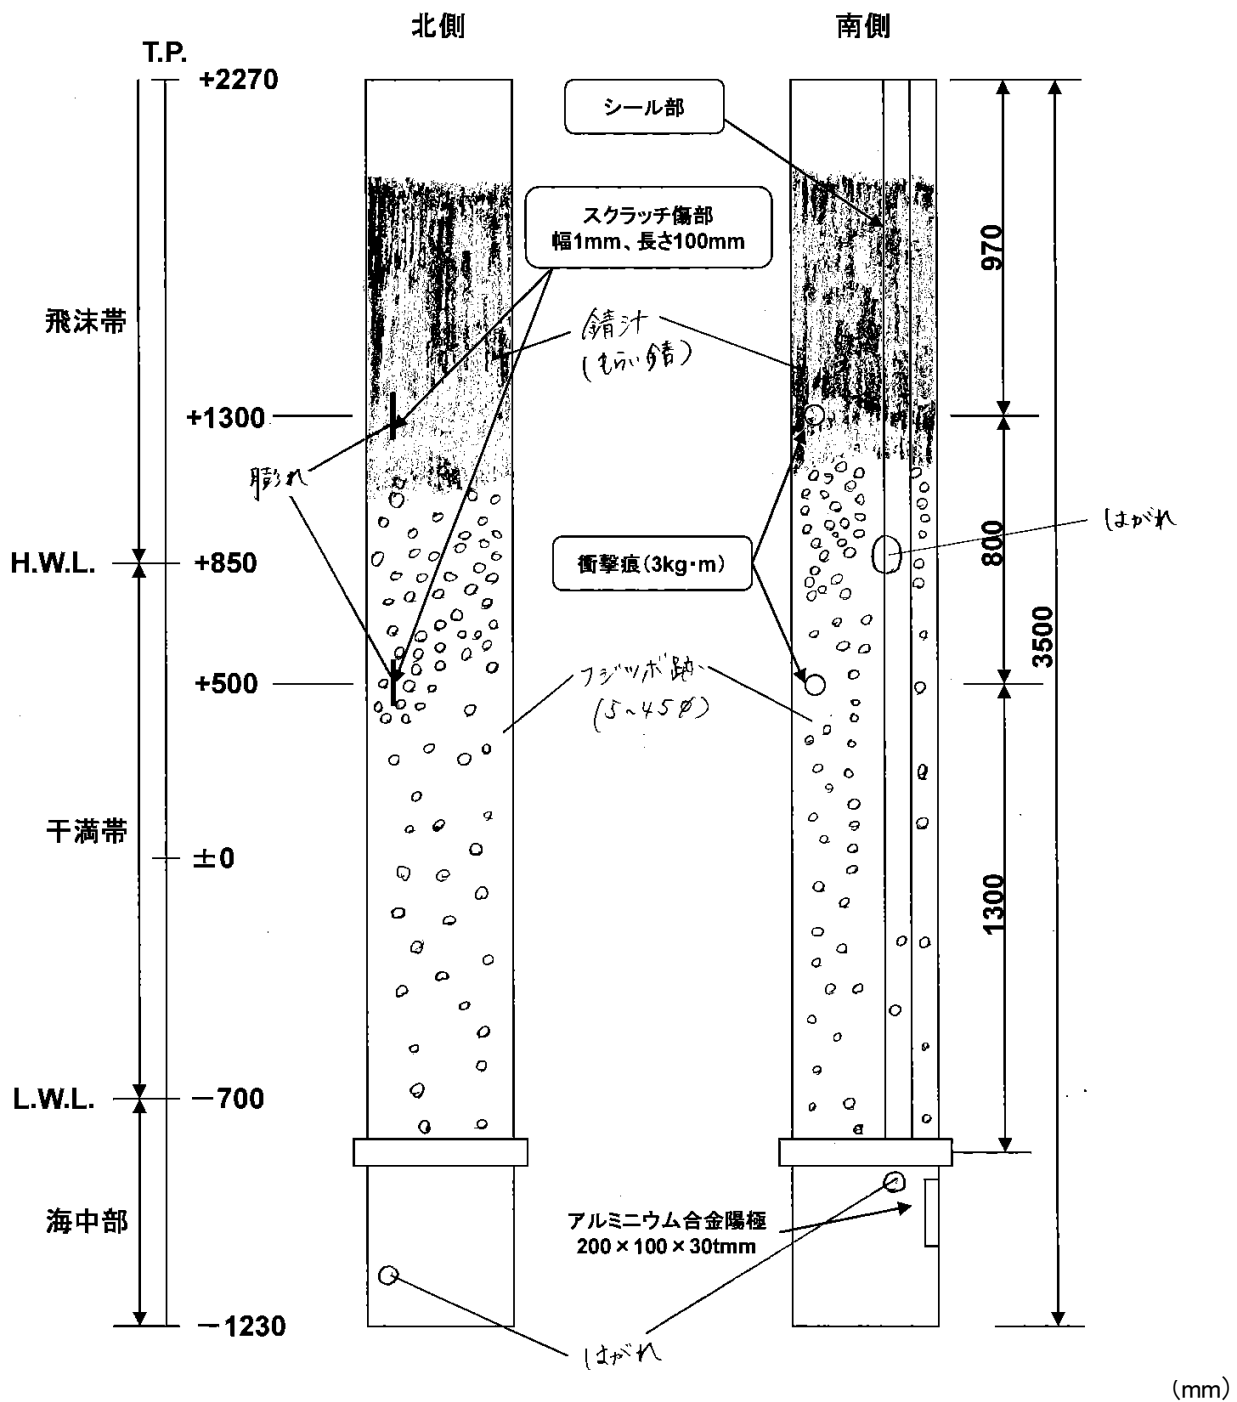 北側
南側
T.P.
+2270
シール部
スクラッチ傷部
幅1mm、長さ100mm
970
飛沫帯
錆汁
(もらい錆)
+1300
膨れ
はがれ
H.W.L.
+850
衝撃痕(3kg・m)
800
3500
+500
フジツボ跡
(5~45φ)
干満帯
±0
1300
L.W.L.
-700
海中部
アルミニウム合金陽極
200×100×30tmm
-1230
はがれ
(mm)